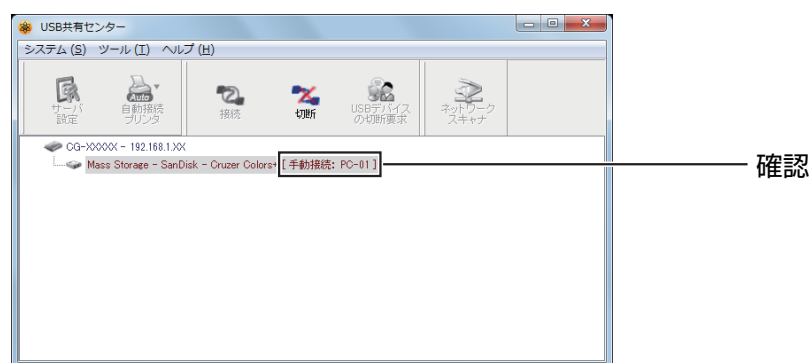 USB共有センター
システム (S) ツール (T) ヘルプ (H)
サーバ
設定
Auto
自動接続
プリンタ
接続
切断
USBデバイス
の切断要求
ネットワーク
スキャナ
CG-XXXXX - 192.168.1.XX
Mass Storage - SanDisk - Cruzer Colors+ [手動接続: PC-01]
確認